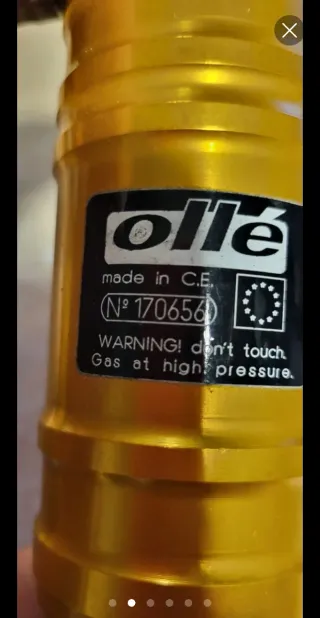 ollé
made in C.E.
Nº 170656
WARNING! don't touch.
Gas at high pressure.